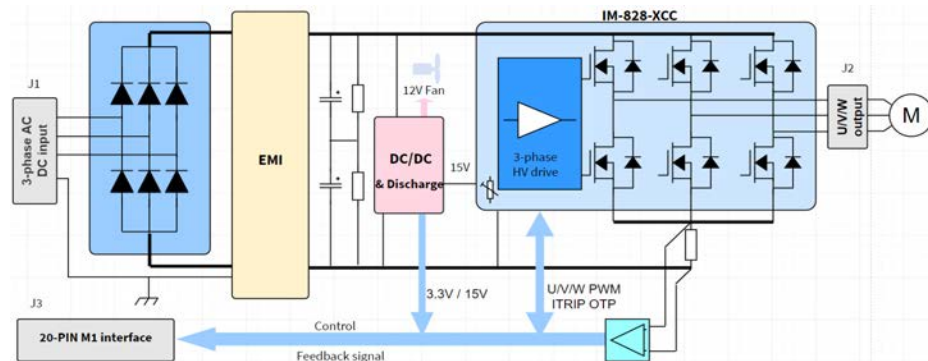 IM-828-XCC
J1
3-phase AC
DC input
EMI
12V Fan
DC/DC
& Discharge
15V
3-phase
HV drive
J2
U/V/W
output
M
3.3V / 15V
U/V/W PWM
ITRIP OTP
J3
20-PIN M1 interface
Control
Feedback signal